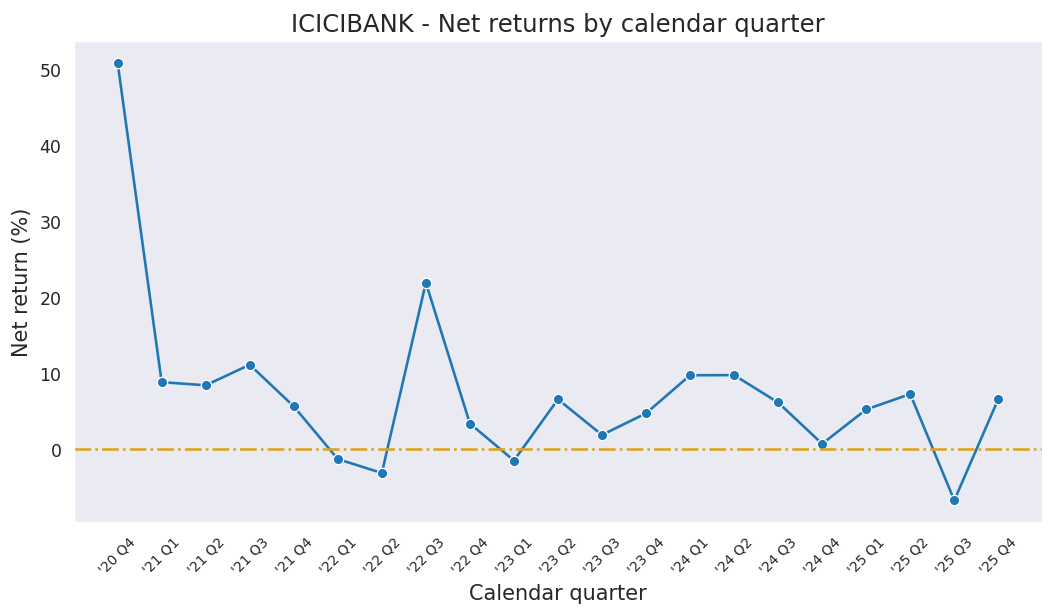 ICICIBANK - Net returns by calendar quarter
Net return (%)
50
40
30
20
10
0
'20 Q4
'21 Q1
'21 Q2
'21 Q3
'21 Q4
'22 Q1
'22 Q2
'22 Q3
'22 Q4
'23 Q1
'23 Q2
'23 Q3
'23 Q4
'24 Q1
'24 Q2
'24 Q3
'24 Q4
'25 Q1
'25 Q2
'25 Q3
'25 Q4
Calendar quarter